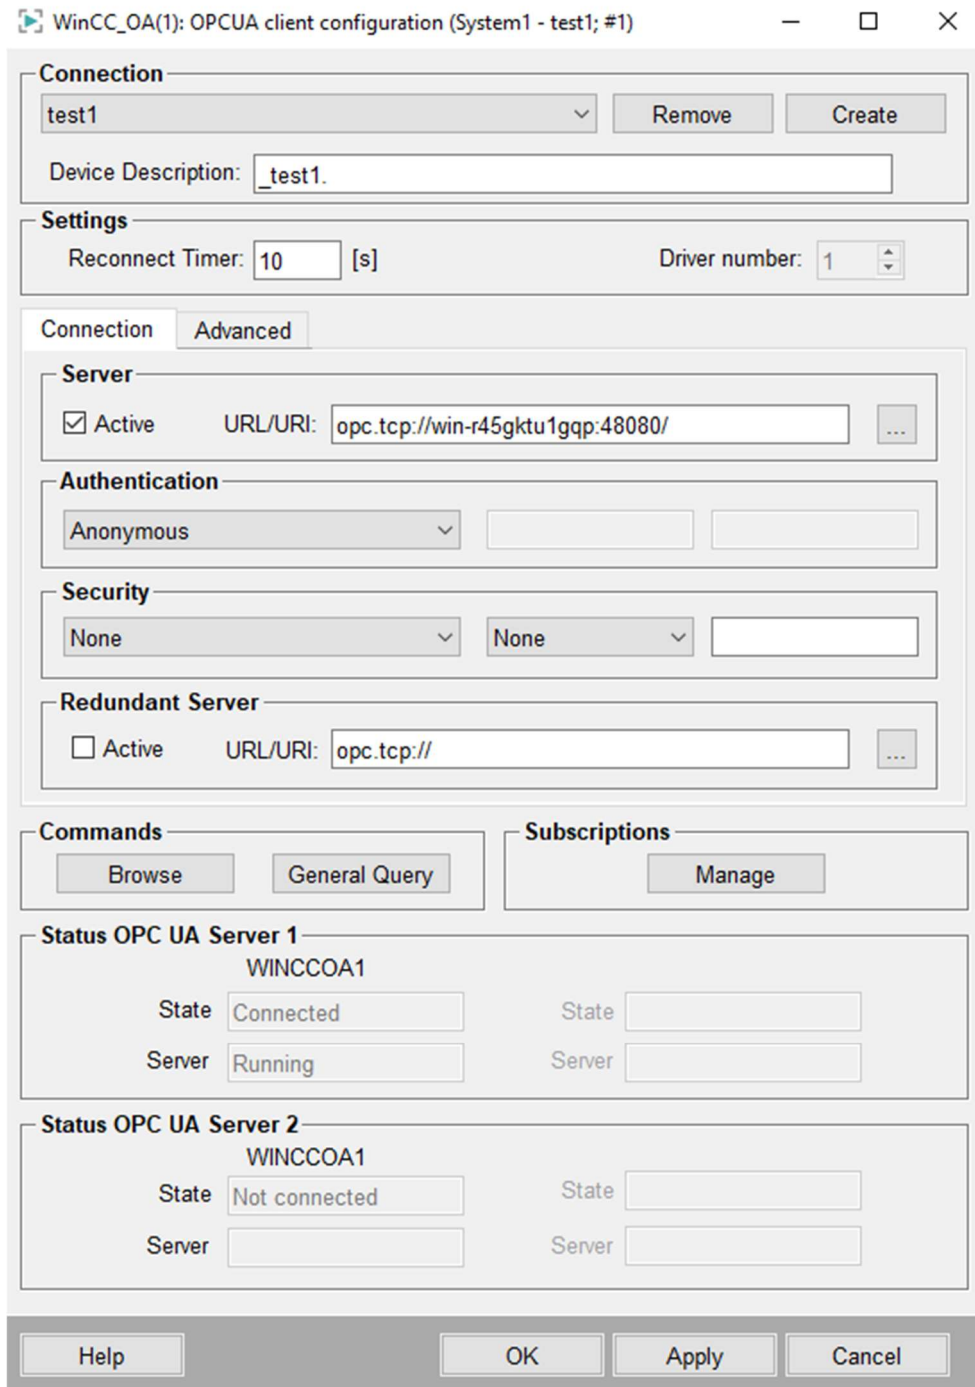 WinCC_OA(1): OPCUA client configuration (System1 - test1; #1)
Connection
test1 Remove Create
Device Description: _test1.
Settings
Reconnect Timer: 10 [s] Driver number: 1
Connection Advanced
Server
Active URL/URI: opc.tcp://win-r45gktu1gqp:48080/ ...
Authentication
Anonymous
Security
None None
Redundant Server
Active URL/URI: opc.tcp:// ...
Commands Subscriptions
Browse General Query Manage
Status OPC UA Server 1
WINCCOA1
State Connected State
Server Running Server
Status OPC UA Server 2
WINCCOA1
State Not connected State
Server Server
Help OK Apply Cancel